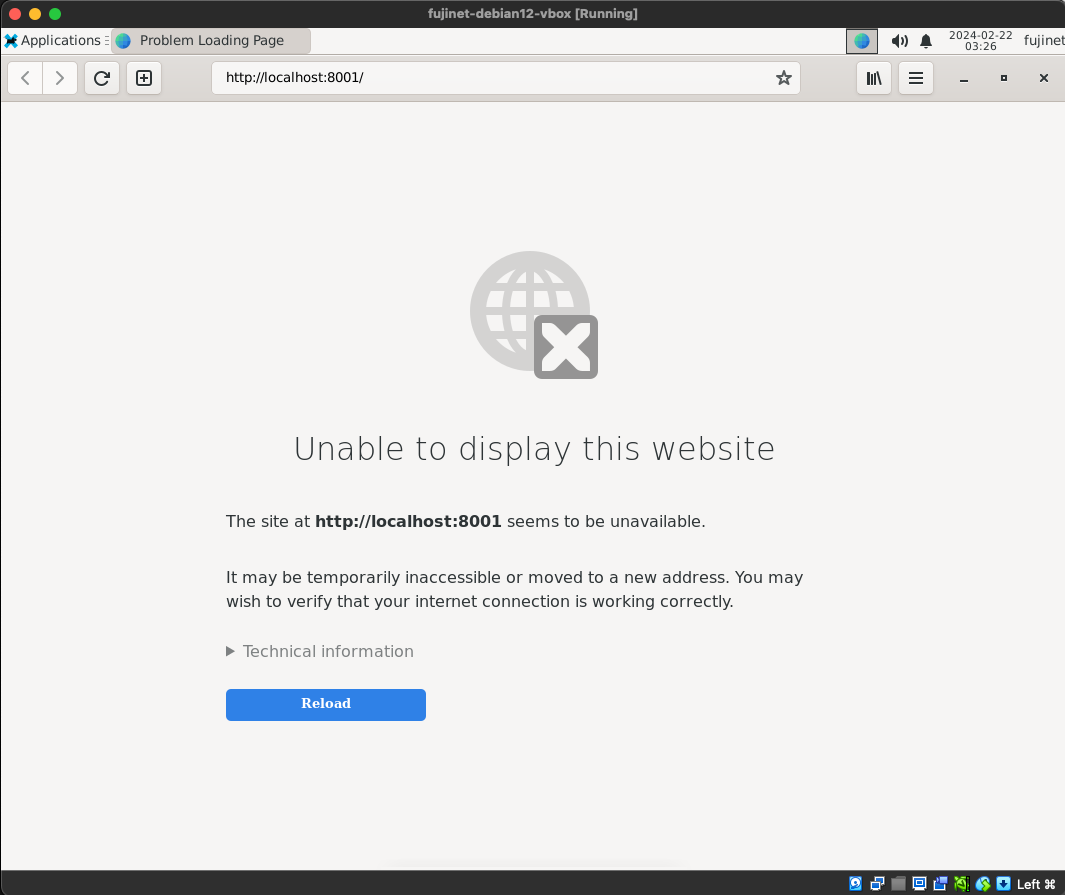 fujinet-debian12-vbox [Running]
Applications Problem Loading Page 2024-02-22 fujinet
03:26
http://localhost:8001/
Unable to display this website
The site at http://localhost:8001 seems to be unavailable.
It may be temporarily inaccessible or moved to a new address. You may
wish to verify that your internet connection is working correctly.
Technical information
Reload
Left ⌘